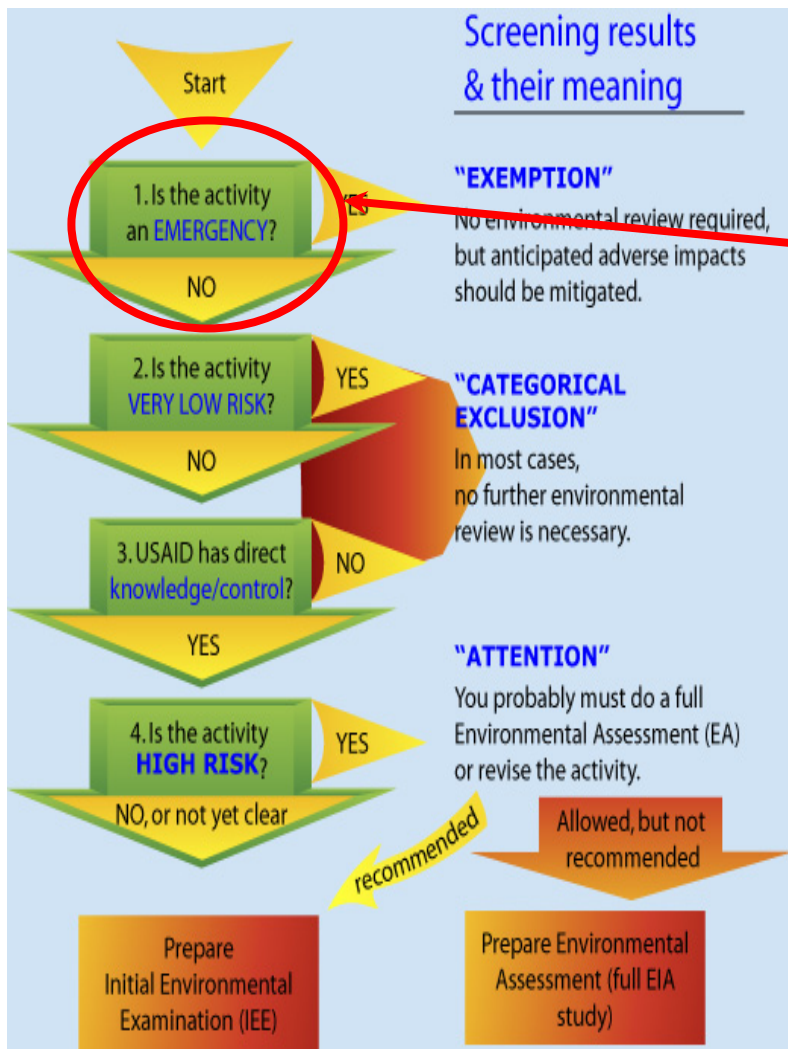 Screening results
& their meaning
Start
1. Is the activity
an EMERGENCY?
YES
NO
"EXEMPTION"
No environmental review required,
but anticipated adverse impacts
should be mitigated.
2. Is the activity
VERY LOW RISK?
YES
NO
"CATEGORICAL
EXCLUSION"
In most cases,
no further environmental
review is necessary.
3. USAID has direct
knowledge/control?
NO
YES
"ATTENTION"
You probably must do a full
Environmental Assessment (EA)
or revise the activity.
4. Is the activity
HIGH RISK?
YES
NO, or not yet clear
recommended
Allowed, but not
recommended
Prepare
Initial Environmental
Examination (IEE)
Prepare Environmental
Assessment (full EIA
study)